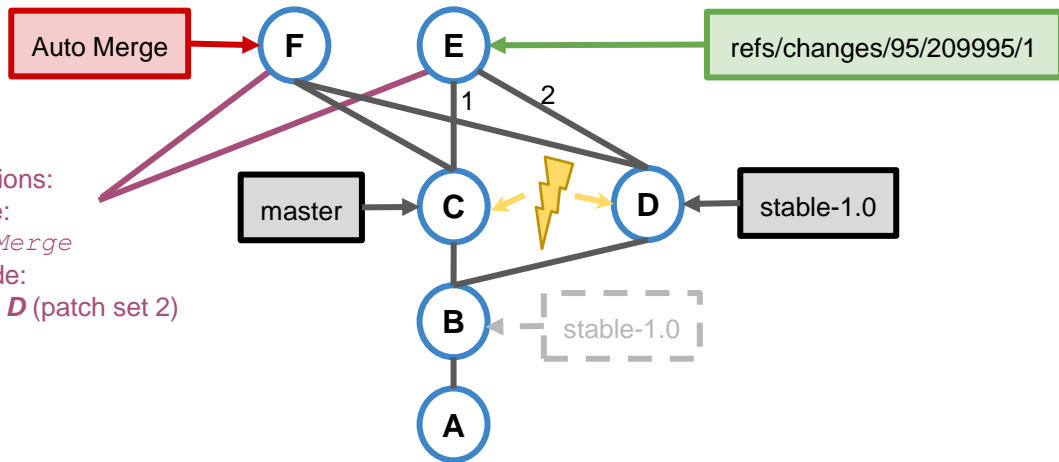 Auto Merge
F
E
refs/changes/95/209995/1
1
2
ions:
e:
Merge
de:
D (patch set 2)
master
C
D
stable-1.0
B
stable-1.0
A